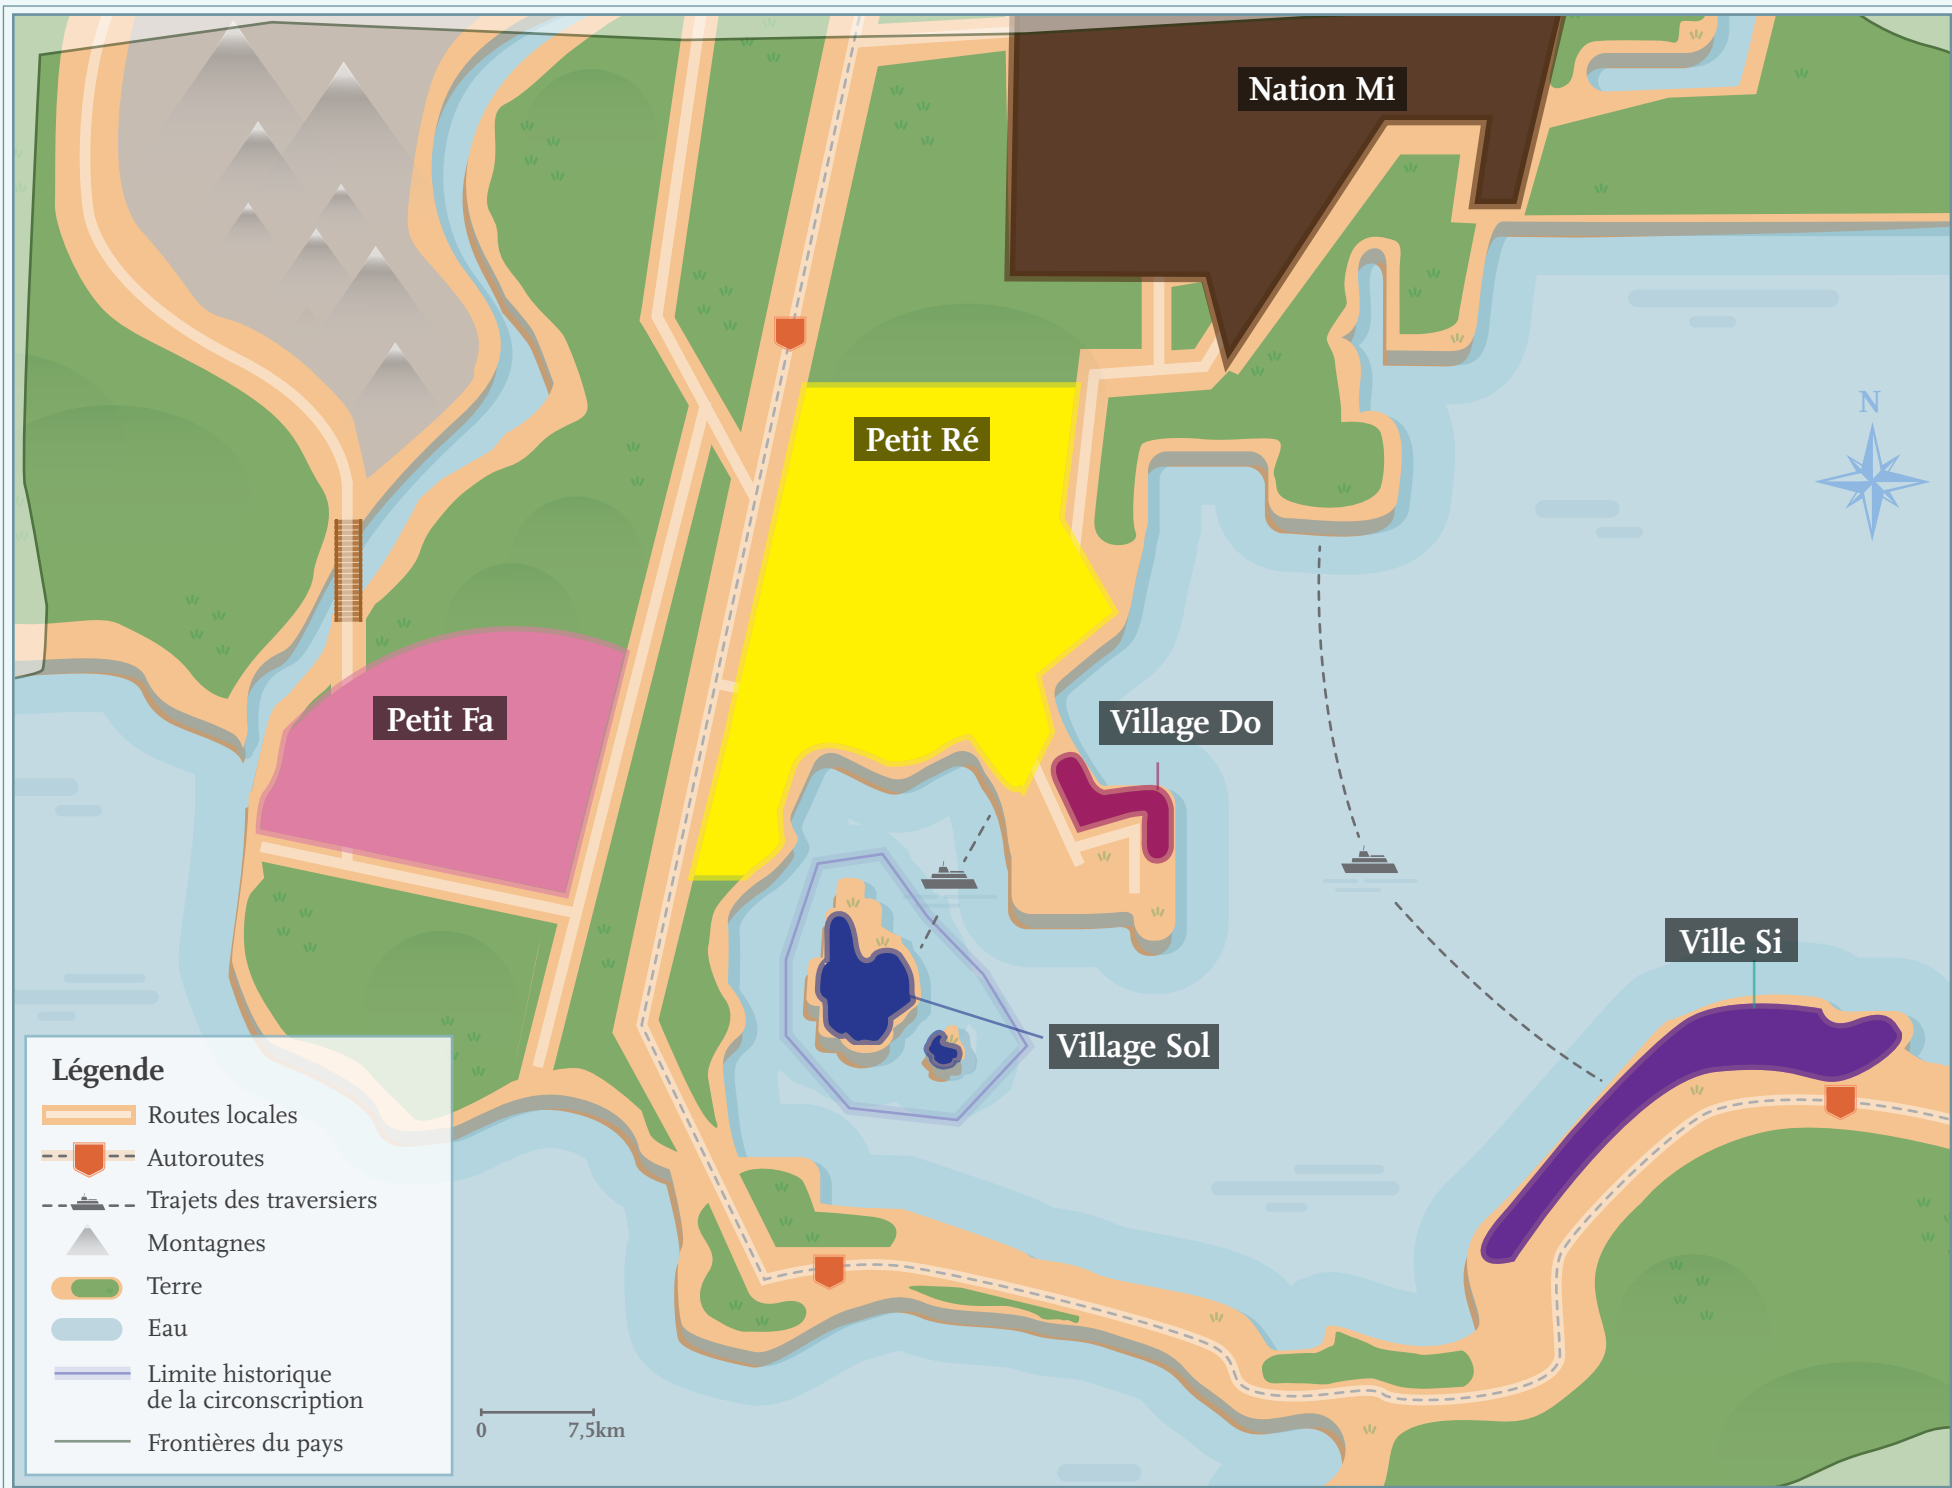 Nation Mi
N
Petit Ré
Petit Fa
Village Do
Ville Si
Village Sol
Légende
Routes locales
Autoroutes
Trajets des traversiers
Montagnes
Terre
Eau
Limite historique
de la circonscription
Frontières du pays
0 7,5km